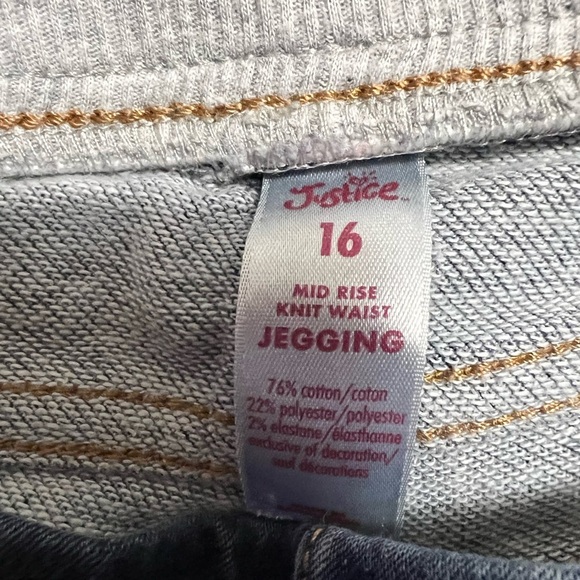 Justice
16
MID RISE
KNIT WAIST
JEGGING
76% cotton/coton
22% polyester/polyester
2% elastane/élasthanne
exclusive of decoration/
sauf décorations